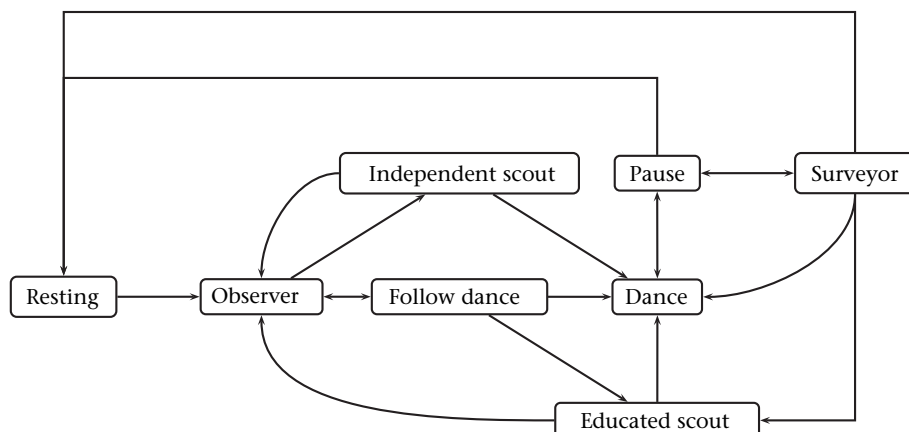 Independent scout
Pause
Surveyor
Resting
Observer
Follow dance
Dance
Educated scout